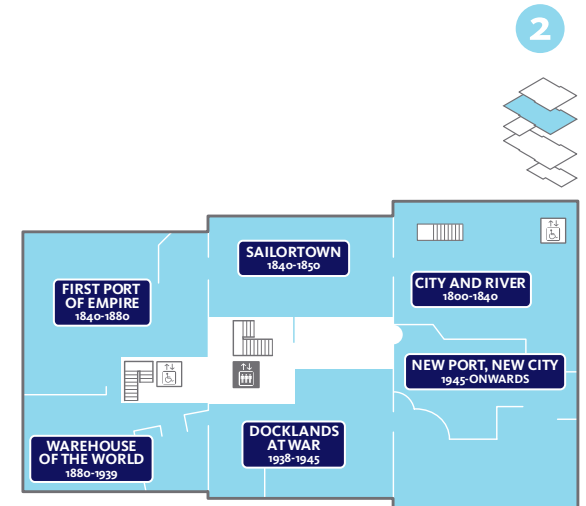 2
SAILORTOWN
1840-1850
CITY AND RIVER
1800-1840
FIRST PORT
OF EMPIRE
1840-1880
NEW PORT, NEW CITY
1945-ONWARDS
DOCKLANDS
AT WAR
1938-1945
WAREHOUSE
OF THE WORLD
1880-1939